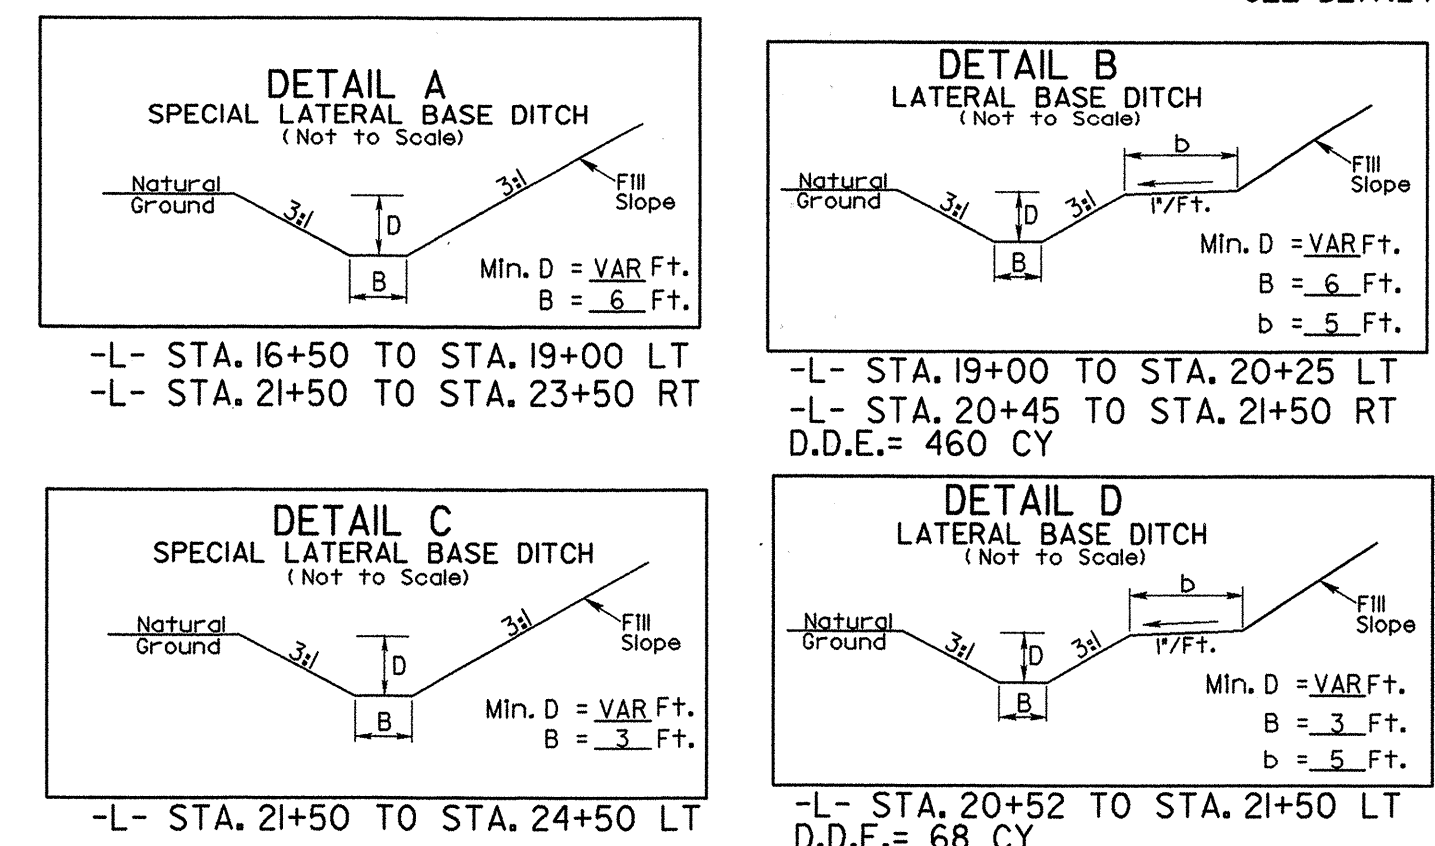 DETAIL A
SPECIAL LATERAL BASE DITCH
(Not to Scale)
Natural
Ground
3:1
D
B
3:1
Fill
Slope
Min. D = VAR Ft.
B = 6 Ft.
-L- STA. 16+50 TO STA. 19+00 LT
-L- STA. 21+50 TO STA. 23+50 RT
DETAIL B
LATERAL BASE DITCH
(Not to Scale)
Natural
Ground
3:1
D
B
3:1
b
1"/Ft.
Fill
Slope
Min. D = VAR Ft.
B = 6 Ft.
b = 5 Ft.
-L- STA. 19+00 TO STA. 20+25 LT
-L- STA. 20+45 TO STA. 21+50 RT
D.D.E.= 460 CY
DETAIL C
SPECIAL LATERAL BASE DITCH
(Not to Scale)
Natural
Ground
3:1
D
B
3:1
Fill
Slope
Min. D = VAR Ft.
B = 3 Ft.
-L- STA. 21+50 TO STA. 24+50 LT
DETAIL D
LATERAL BASE DITCH
(Not to Scale)
Natural
Ground
3:1
D
B
3:1
b
1"/Ft.
Fill
Slope
Min. D = VAR Ft.
B = 3 Ft.
b = 5 Ft.
-L- STA. 20+52 TO STA. 21+50 LT
D.D.E.= 68 CY